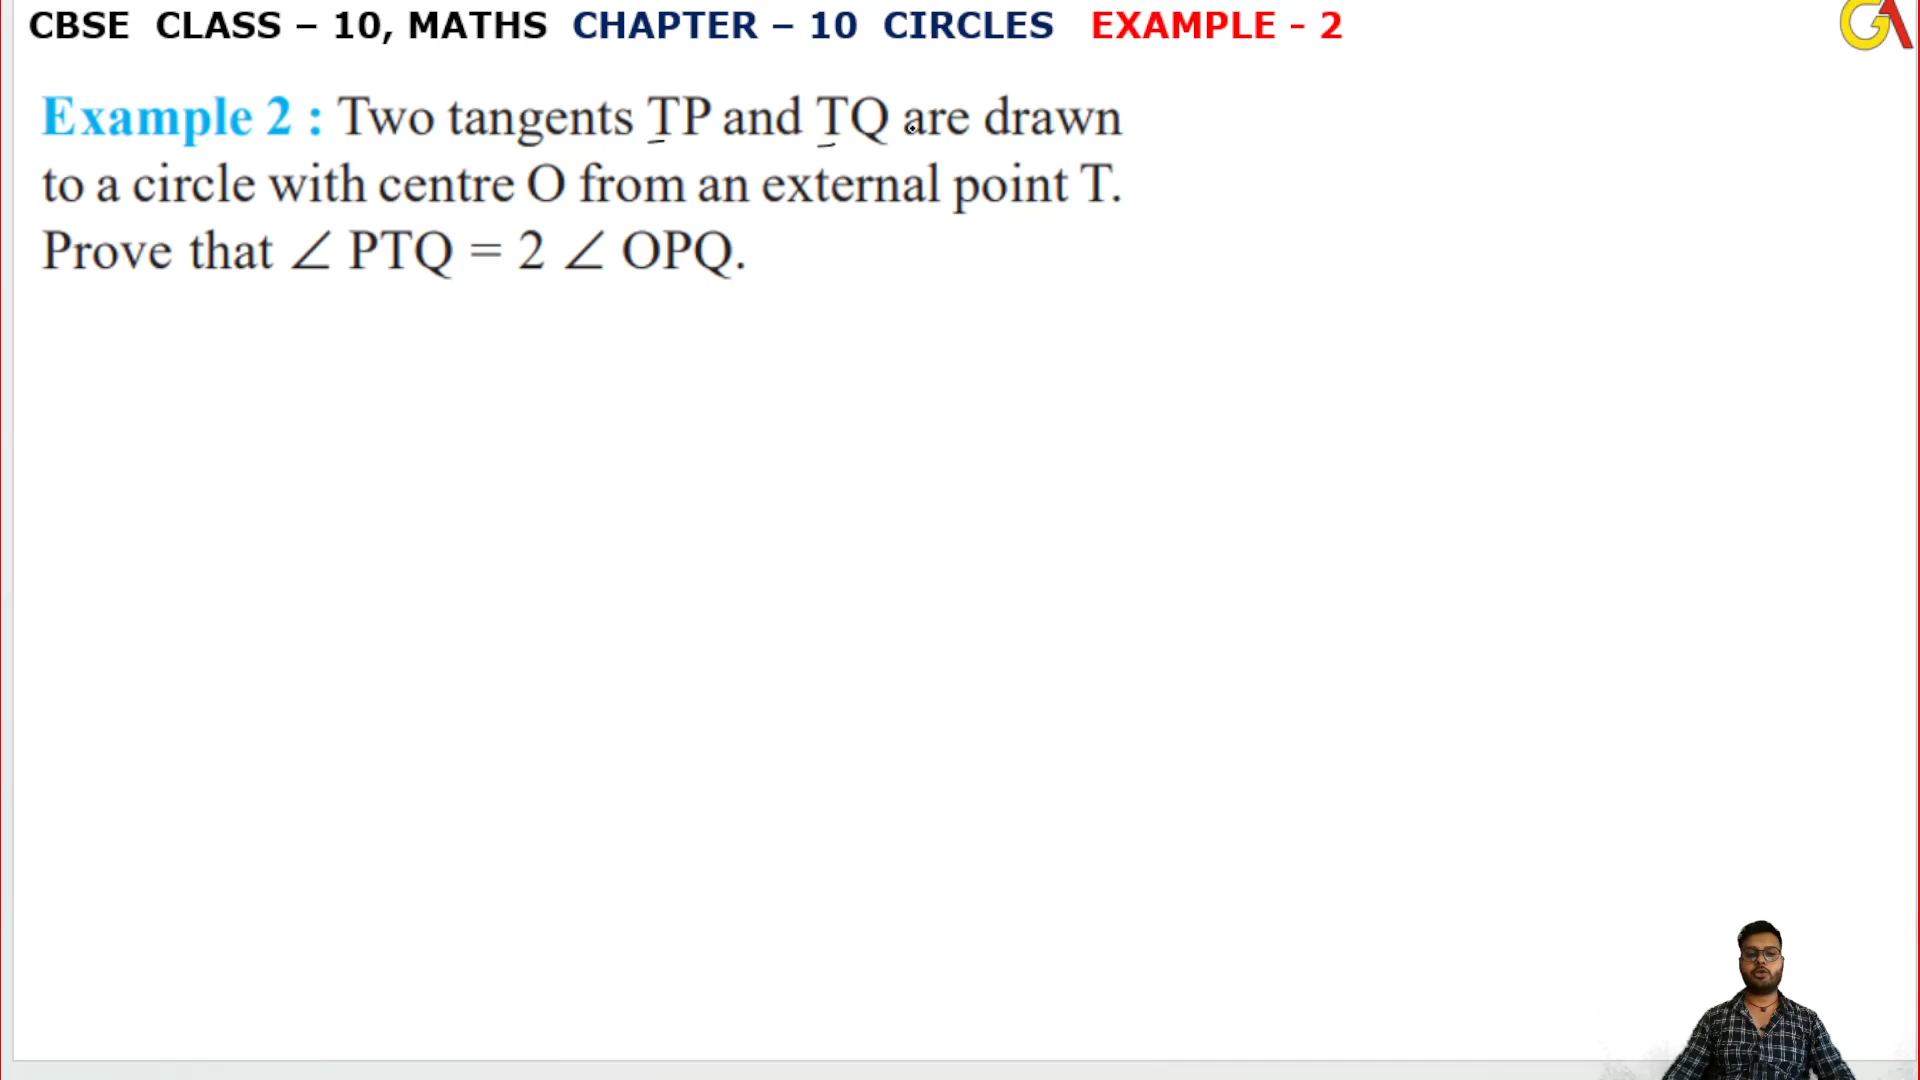 CBSE CLASS – 10, MATHS CHAPTER – 10 CIRCLES EXAMPLE - 2
GA
Example 2 : Two tangents TP and TQ are drawn
to a circle with centre O from an external point T.
Prove that ∠ PTQ = 2 ∠ OPQ.